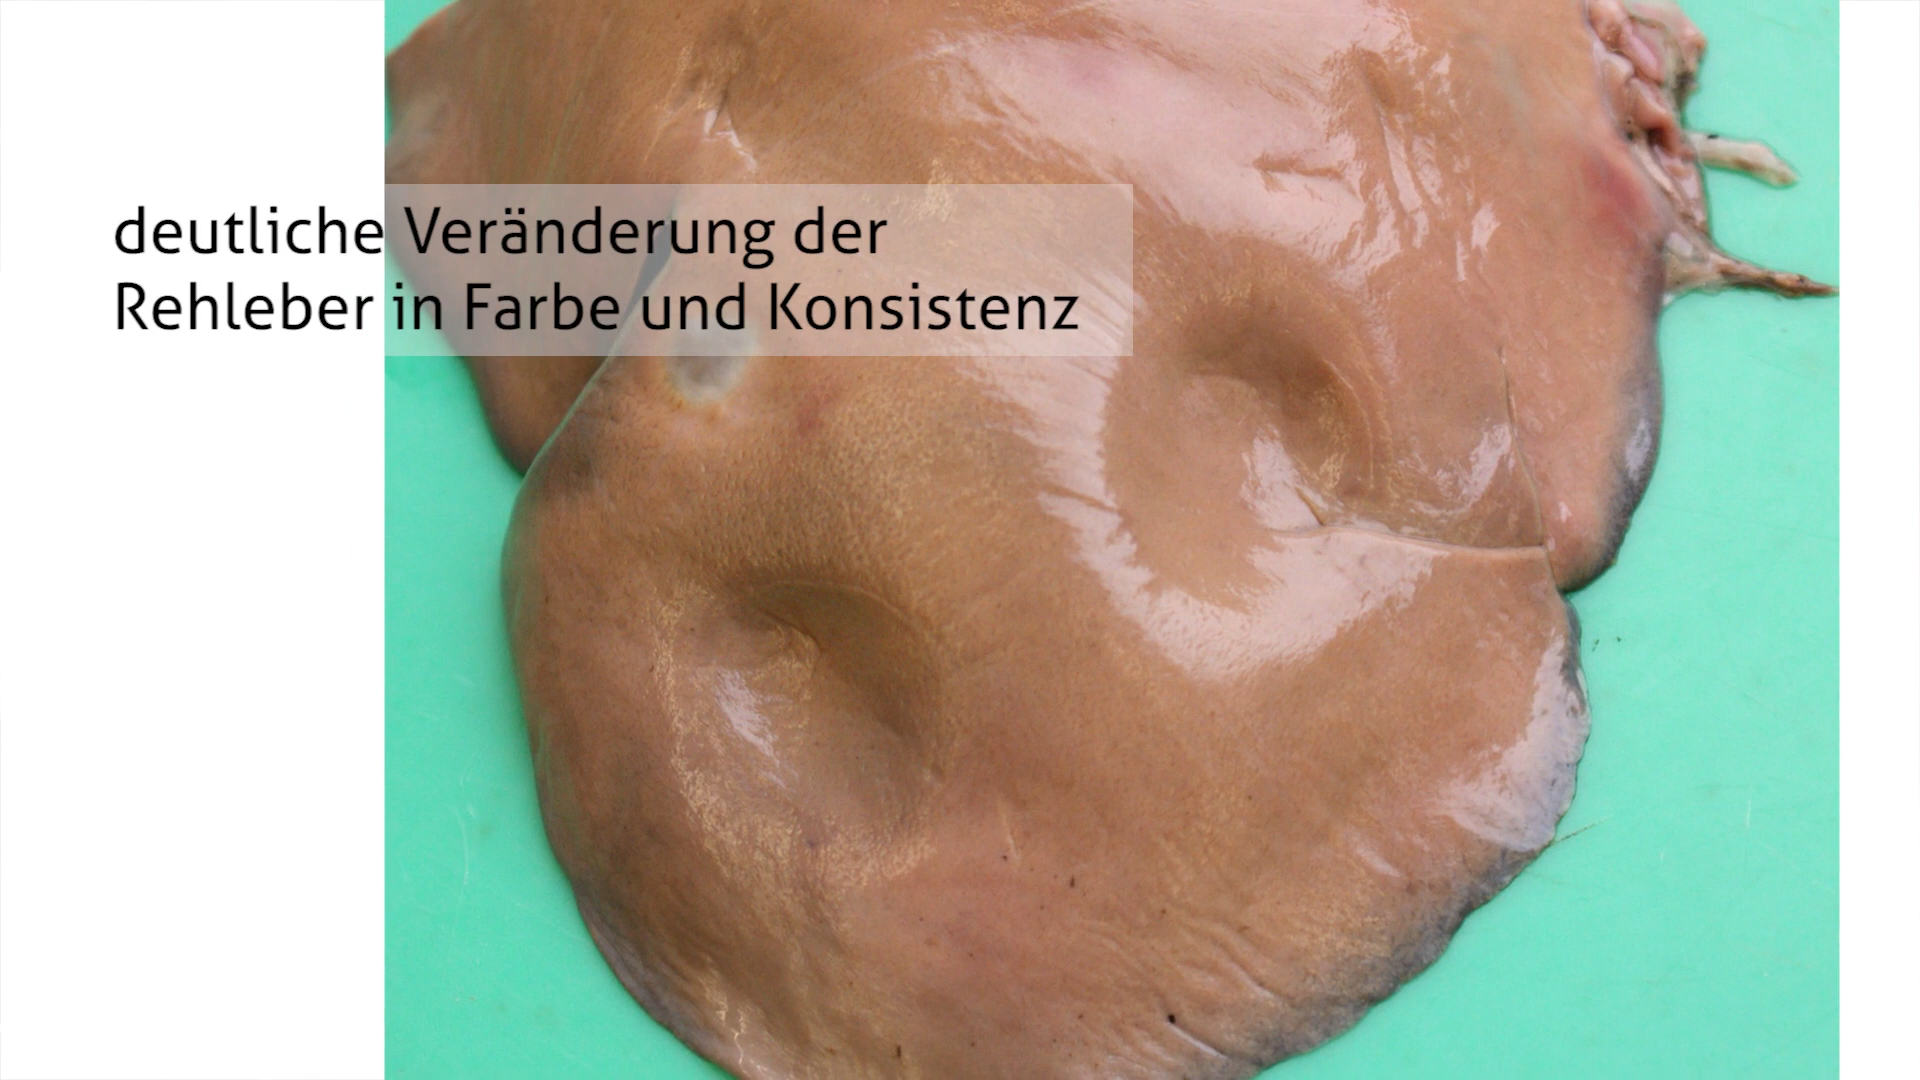 deutliche Veränderung der
Rehleber in Farbe und Konsistenz